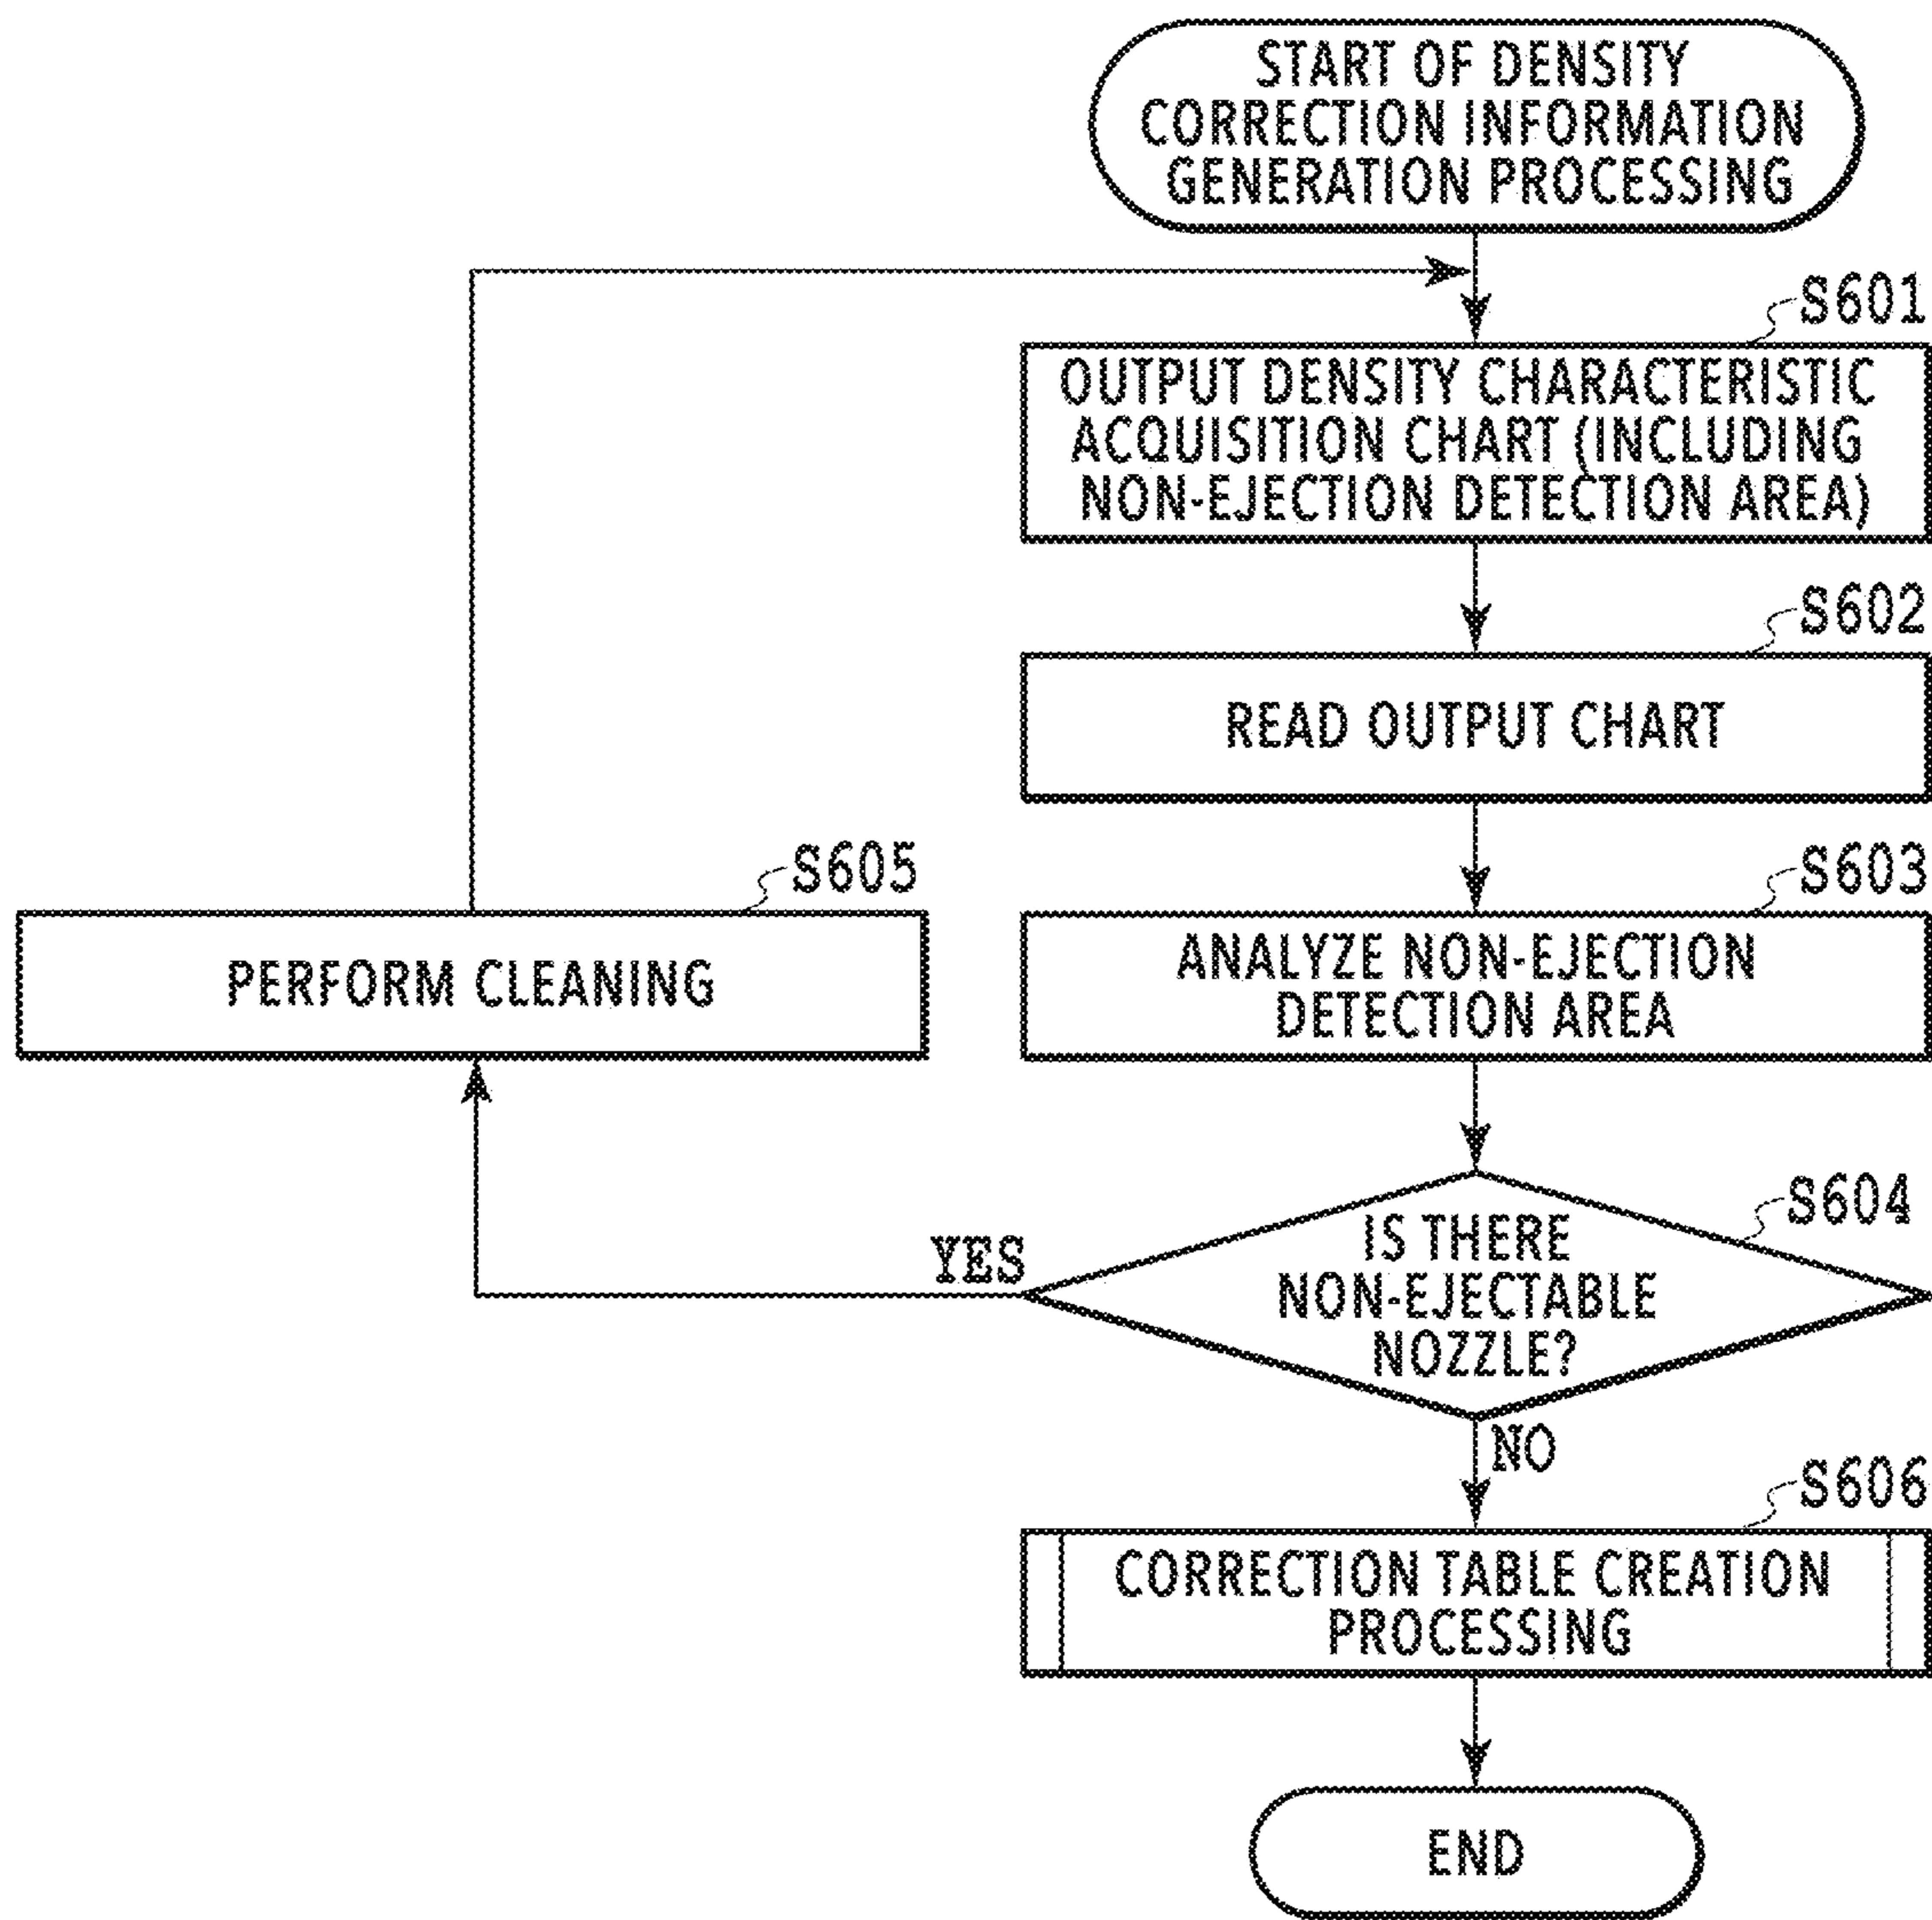 START OF DENSITY
CORRECTION INFORMATION
GENERATION PROCESSING
S601
OUTPUT DENSITY CHARACTERISTIC
ACQUISITION CHART (INCLUDING
NON-EJECTION DETECTION AREA)
S602
READ OUTPUT CHART
S605
PERFORM CLEANING
S603
ANALYZE NON-EJECTION
DETECTION AREA
S604
IS THERE
NON-EJECTABLE
NOZZLE?
YES
NO
S606
CORRECTION TABLE CREATION
PROCESSING
END